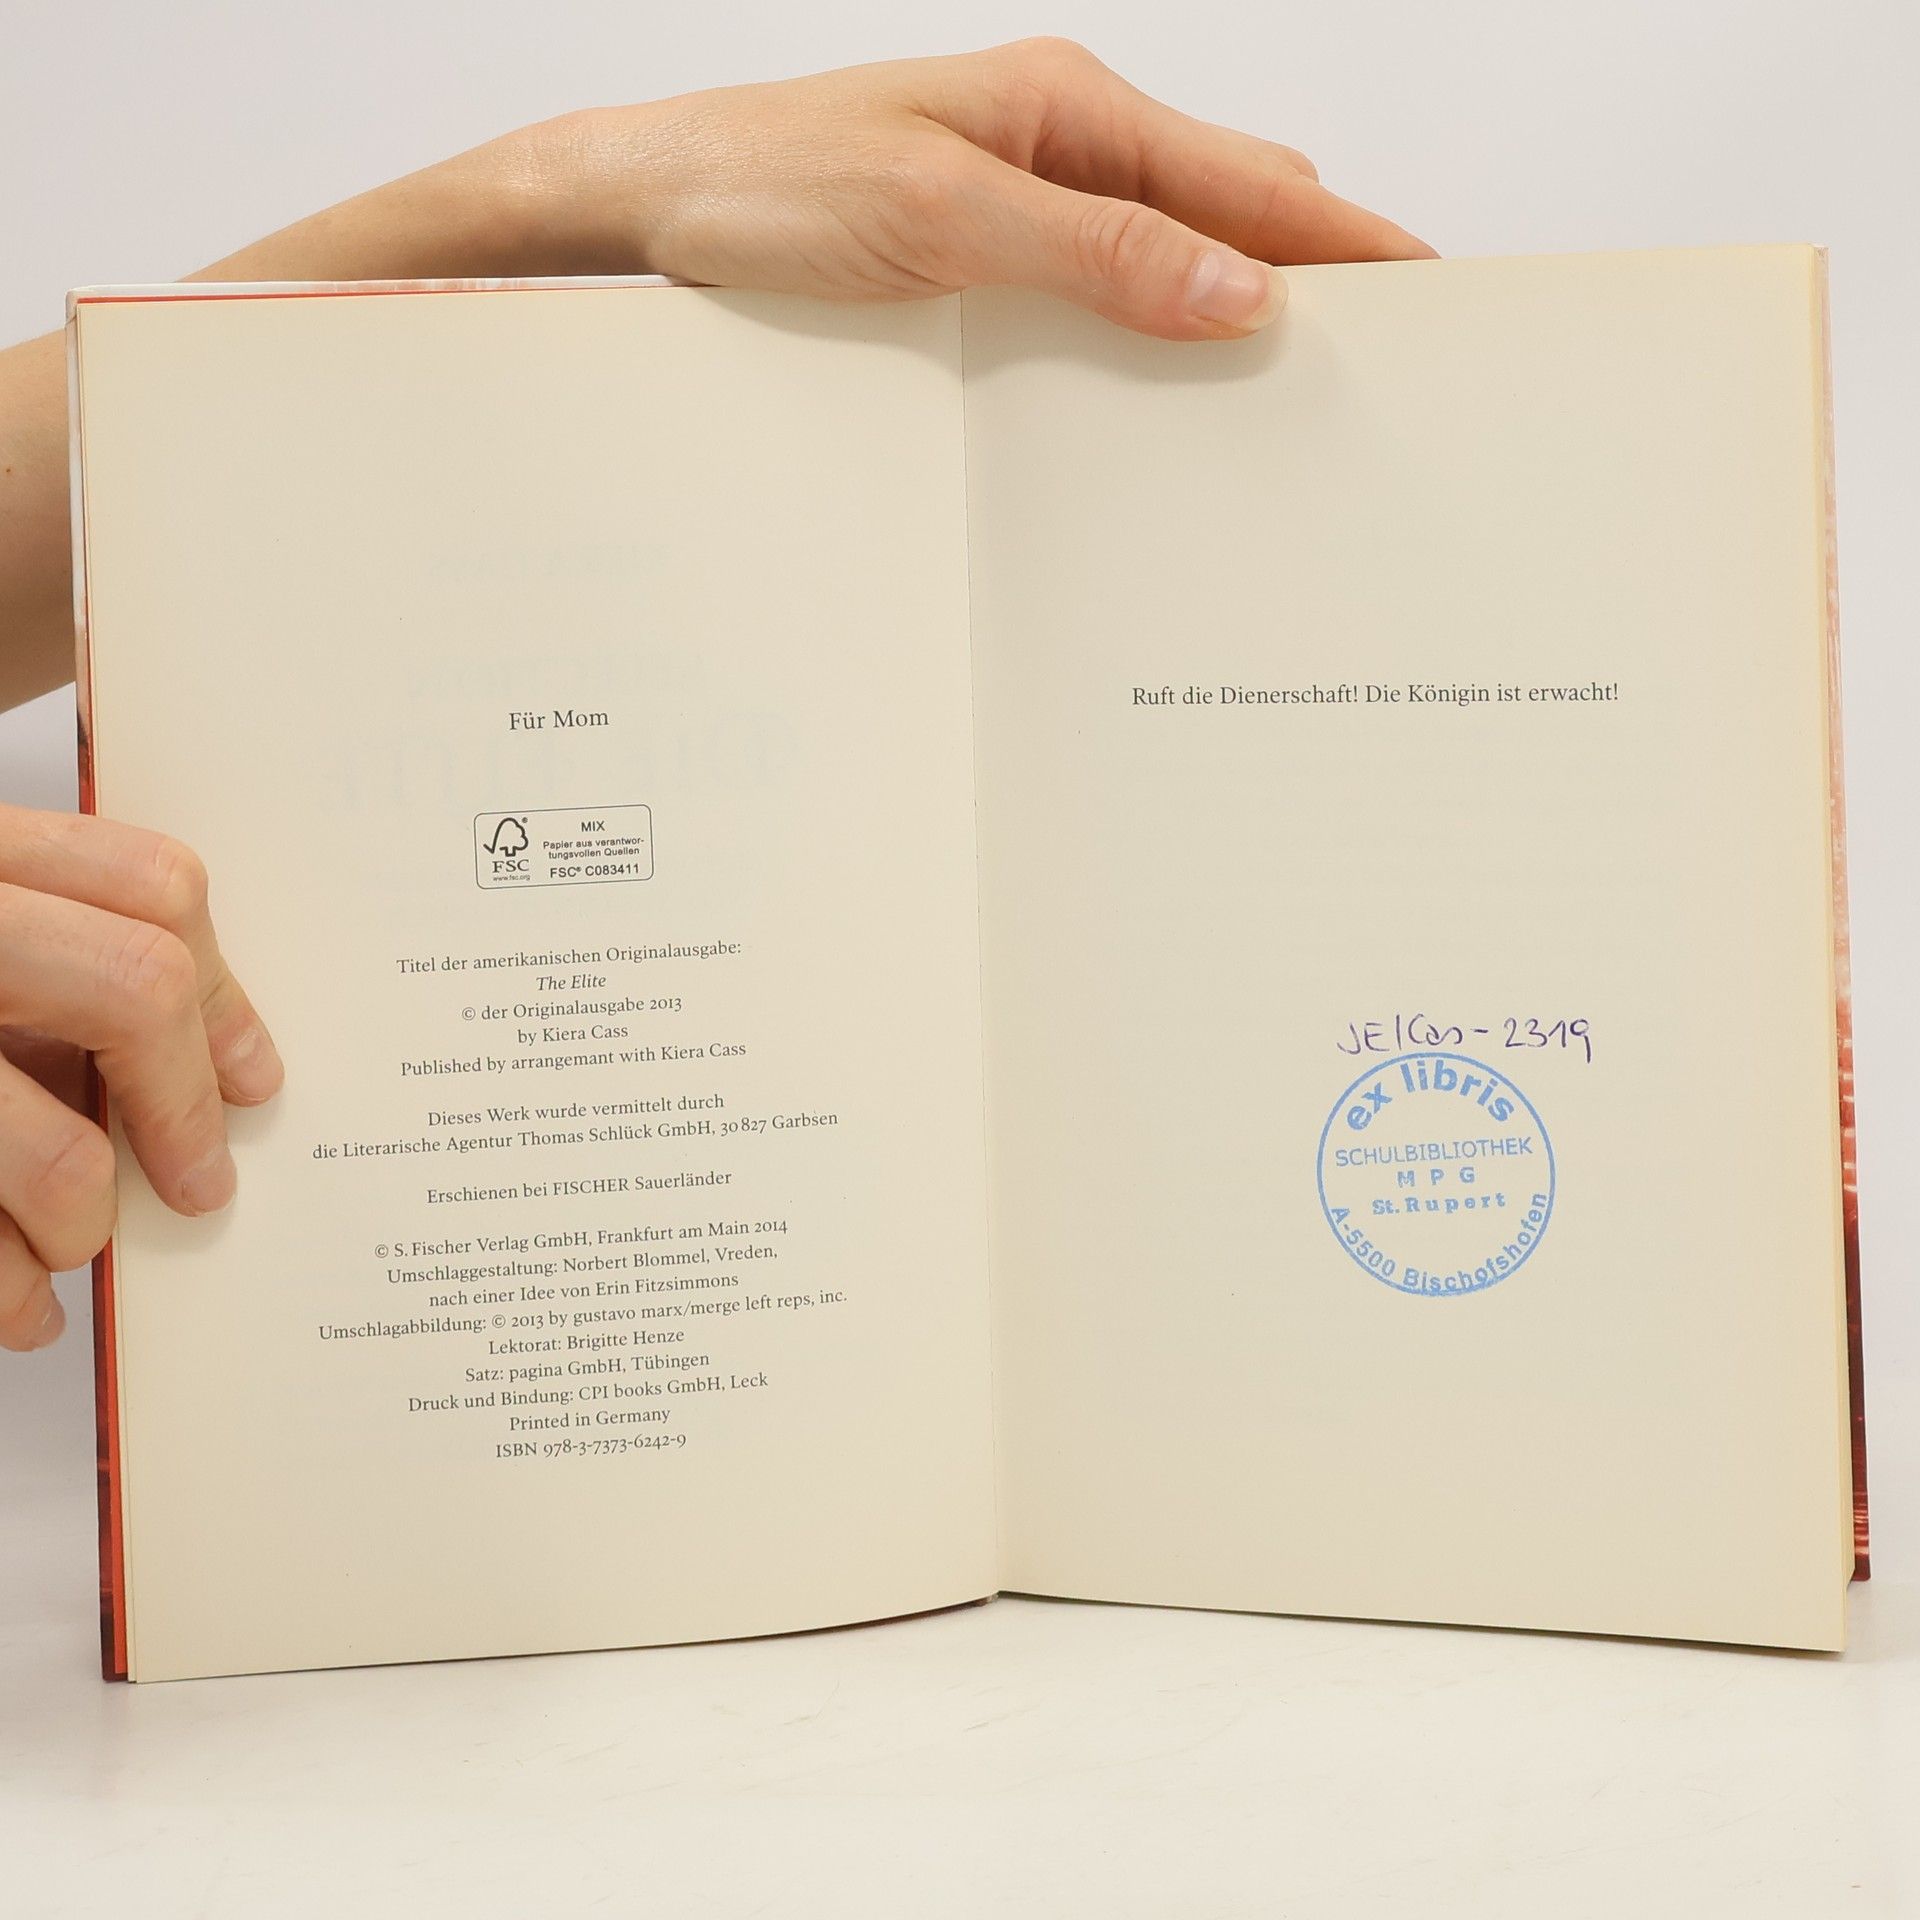 Für Mom
MIX
Papier aus verantwor-
tungsvollen Quellen
FSC® C083411
FSC
www.fsc.org
Titel der amerikanischen Originalausgabe:
The Elite
© der Originalausgabe 2013
by Kiera Cass
Published by arrangemant with Kiera Cass
Dieses Werk wurde vermittelt durch
die Literarische Agentur Thomas Schlück GmbH, 30 827 Garbsen
Erschienen bei FISCHER Sauerländer
© S. Fischer Verlag GmbH, Frankfurt am Main 2014
Umschlaggestaltung: Norbert Blommel, Vreden,
nach einer Idee von Erin Fitzsimmons
Umschlagabbildung: © 2013 by gustavo marx/merge left reps, inc.
Lektorat: Brigitte Henze
Satz: pagina GmbH, Tübingen
Druck und Bindung: CPI books GmbH, Leck
Printed in Germany
ISBN 978-3-7373-6242-9
Ruft die Dienerschaft! Die Königin ist erwacht!
JE/Cas - 2319
ex libris
SCHULBIBLIOTHEK
M P G
St. Rupert
A-5500 Bischofshofen